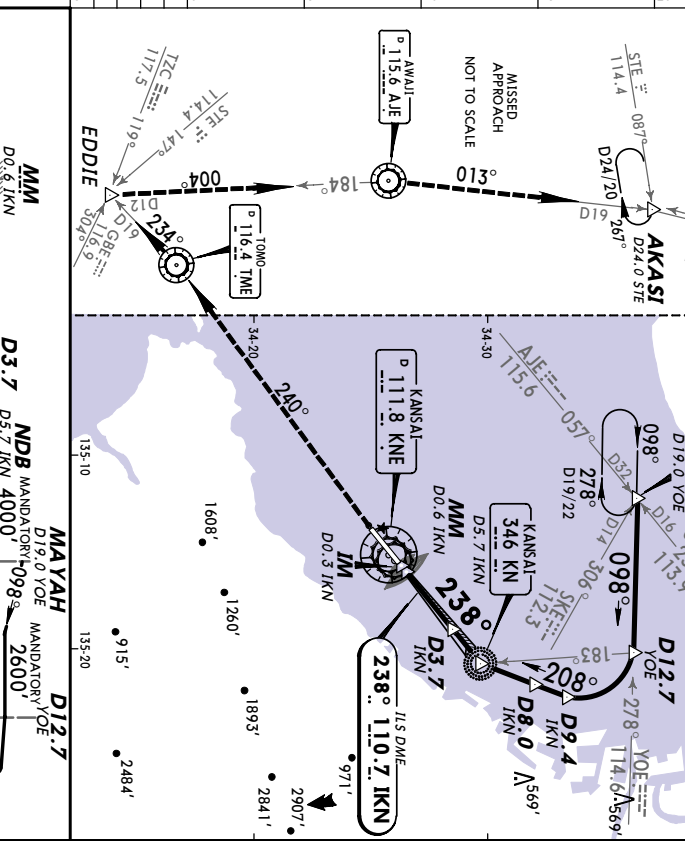 STE
114.4
087°
D24/20
267°
AKASI
D24.0 STE
D19
MISSED
APPROACH
NOT TO SCALE
AWAJI
D 115.6 AJE
013°
184°
004°
TZC
117.5
119°
STE
114.4
147°
EDDIE
D12
D19
GBE
116.9
304°
234°
TOMO
D 116.4 TME
240°
34-20
34-30
135-10
135-20
KANSAI
D 111.8 KNE
MM
D0.6 IKN
IM
D0.3 IKN
KANSAI
346 KN
D5.7 IKN
238°
D3.7
IKN
ILS DME
238° 110.7 IKN
D8.0
IKN
D9.4
IKN
208°
183°
098°
278°
D19/22
D19.0 YOE
D16
113.9
D32
D14
AJE
115.6
057°
306°
SKE
112.3
098°
D12.7
YOE
278°
YOE
114.6
569'
569'
1608'
1260'
915'
1893'
2484'
2841'
2907'
971'
MM
D0.6 IKN
D3.7
NDB
D5.7 IKN
MANDATORY
4000'
098°
MAYAH
D19.0 YOE
MANDATORY
2600'
D12.7
YOE